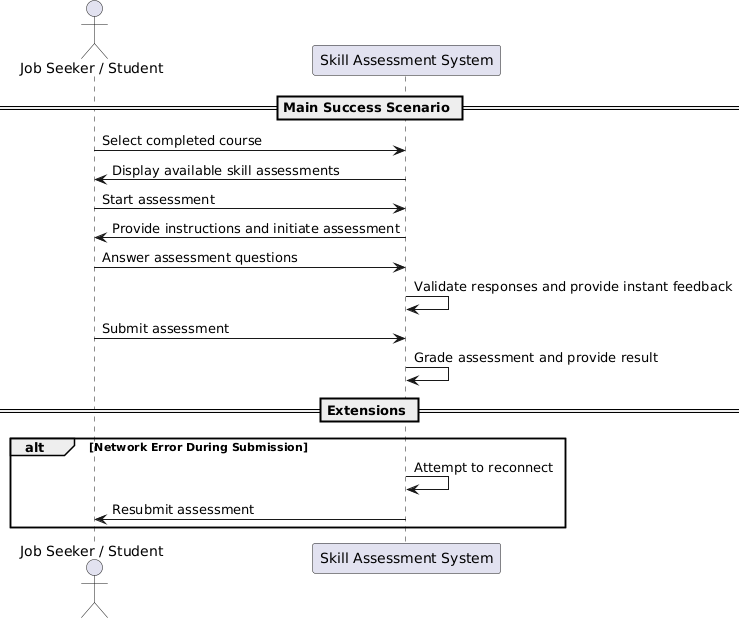 Job Seeker / Student
Skill Assessment System
Main Success Scenario
Select completed course
Display available skill assessments
Start assessment
Provide instructions and initiate assessment
Answer assessment questions
Validate responses and provide instant feedback
Submit assessment
Grade assessment and provide result
Extensions
alt [Network Error During Submission]
Attempt to reconnect
Resubmit assessment
Job Seeker / Student
Skill Assessment System